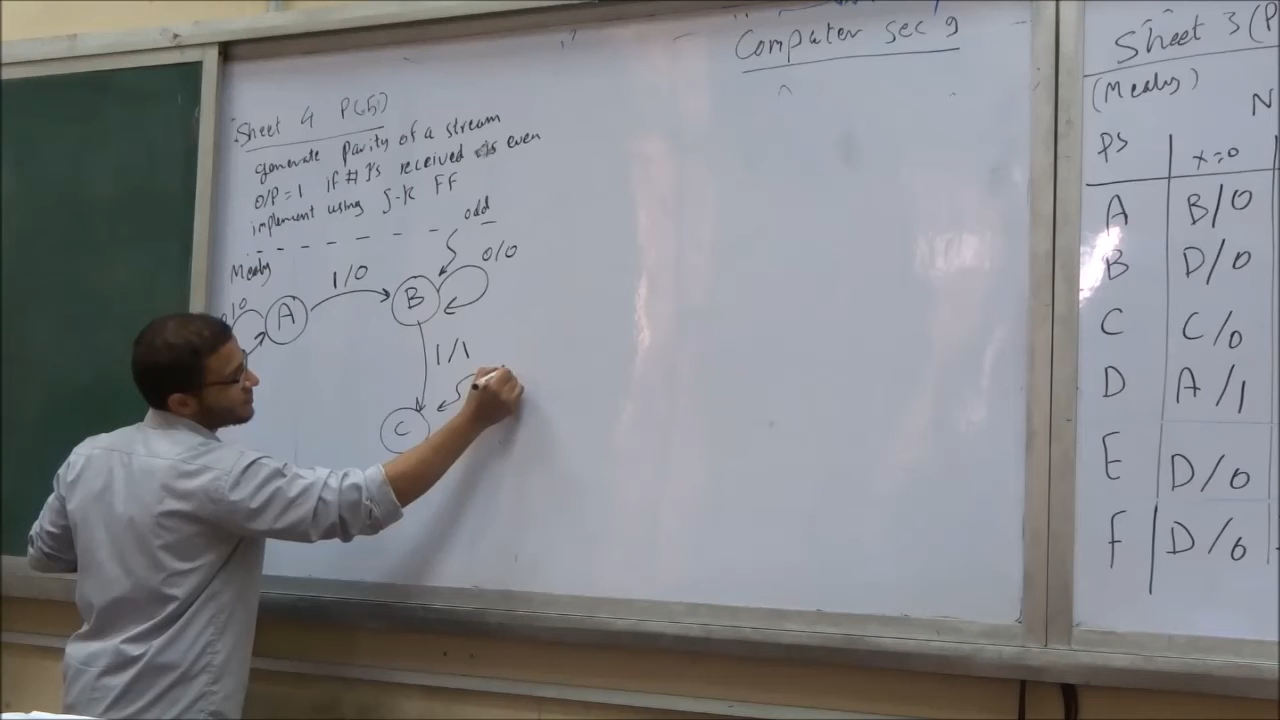 Computer sec 9
Sheet 4 P(5)
generate parity of a stream
O/P = 1 if # 1's received is even
implement using J-K FF
odd
Mealy
1/0
0/0
A
B
1/1
C
Sheet 3 (P
(Mealy)
N
PS x=0
A B/0
B D/0
C C/0
D A/1
E D/0
F D/0